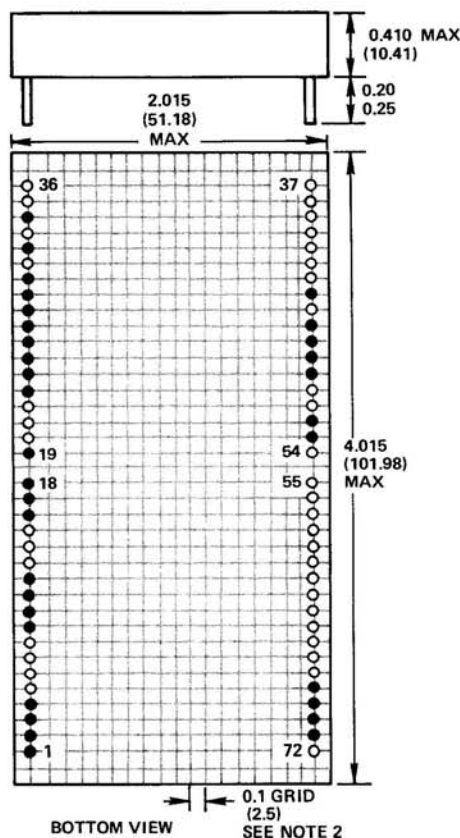 0.410 MAX
(10.41)
0.20
0.25
2.015
(51.18)
MAX
36
37
19
54
18
55
4.015
(101.98)
MAX
1
72
0.1 GRID
(2.5)
BOTTOM VIEW
SEE NOTE 2